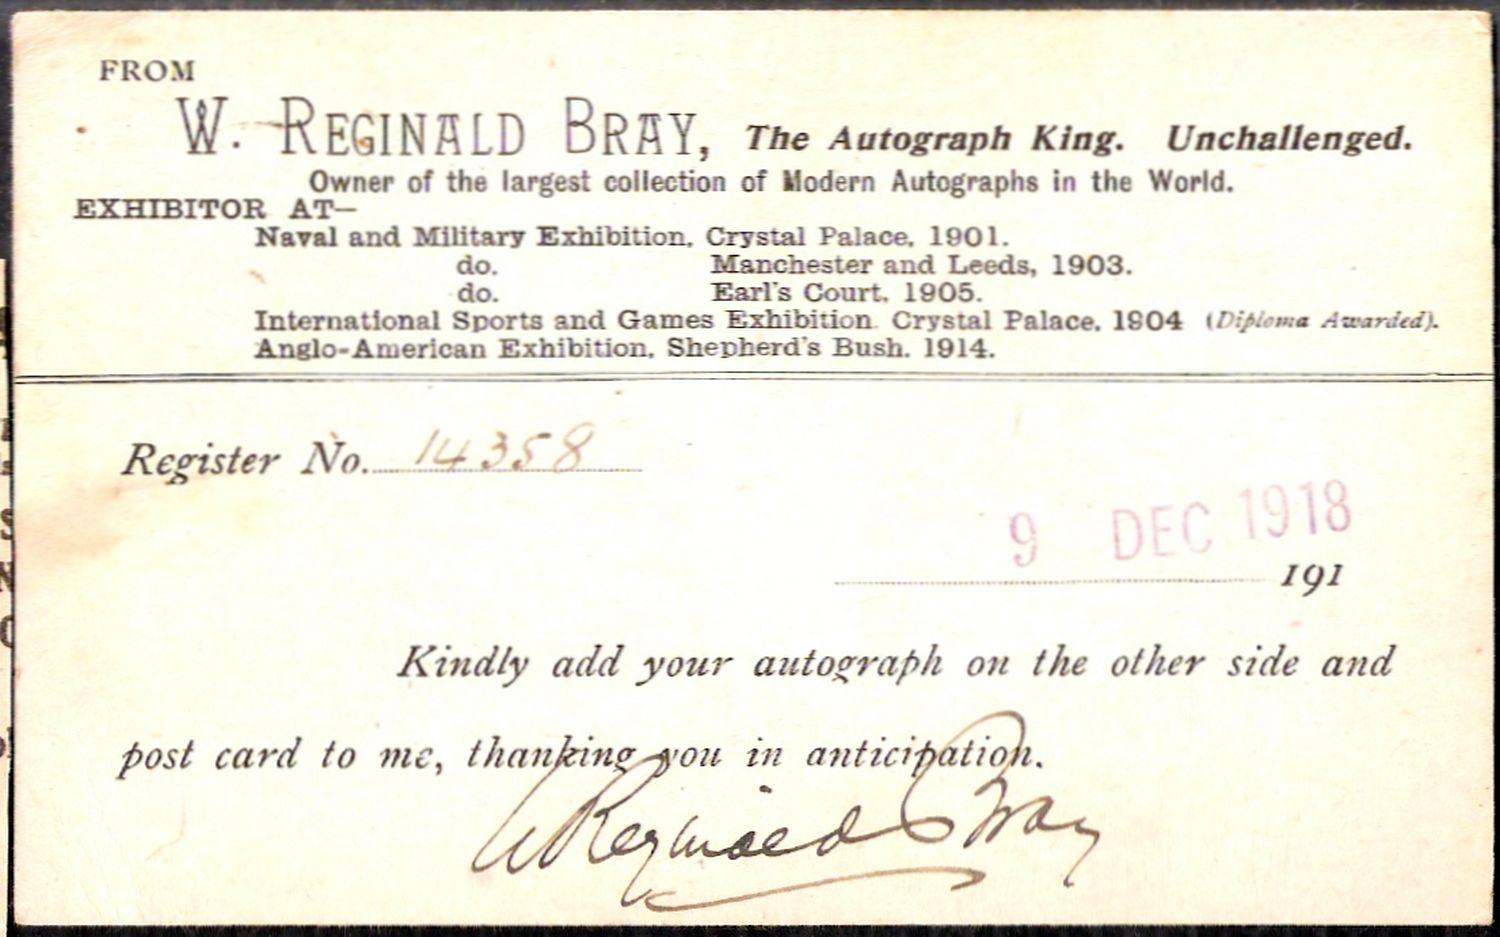 FROM
W. REGINALD BRAY, The Autograph King. Unchallenged.
Owner of the largest collection of Modern Autographs in the World.
EXHIBITOR AT—
Naval and Military Exhibition, Crystal Palace, 1901.
do. Manchester and Leeds, 1903.
do. Earl's Court, 1905.
International Sports and Games Exhibition Crystal Palace, 1904 (Diploma Awarded).
Anglo-American Exhibition, Shepherd's Bush. 1914.
Register No. 14358
9 DEC 1918
191
Kindly add your autograph on the other side and
post card to me, thanking you in anticipation.
W Reginald Bray